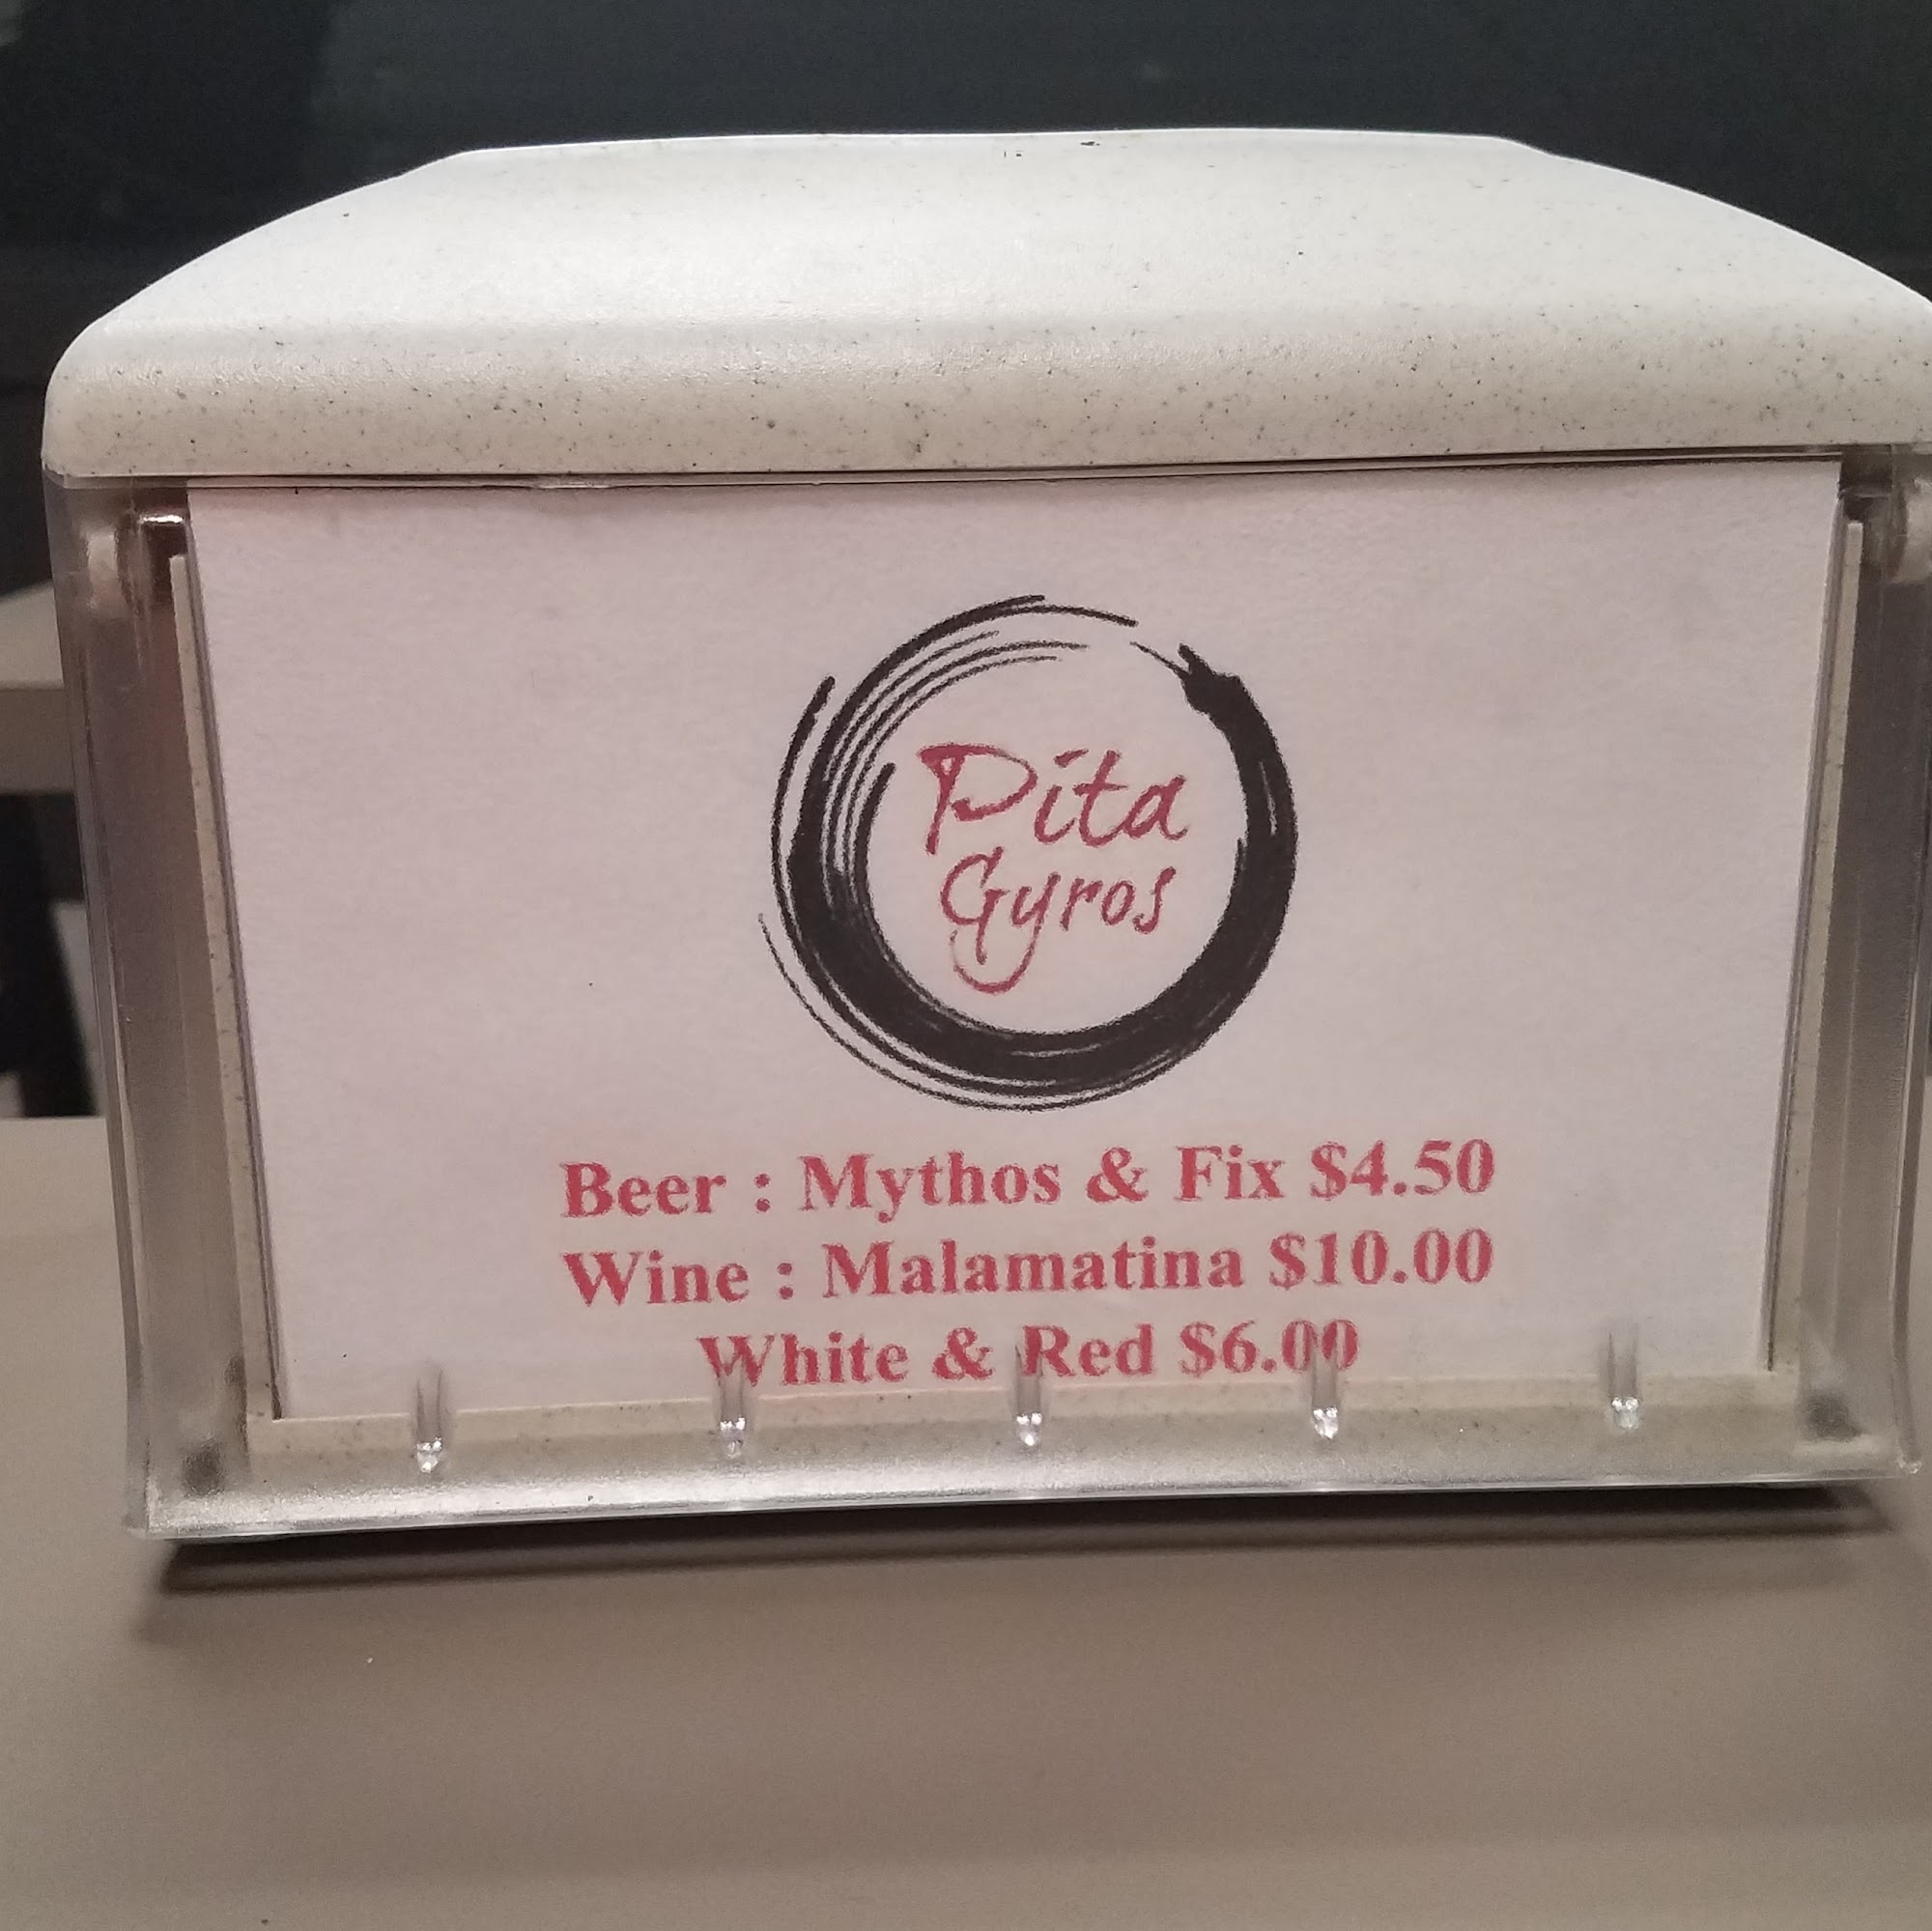 Pita
Gyros
Beer : Mythos & Fix $4.50
Wine : Malamatina $10.00
White & Red $6.00